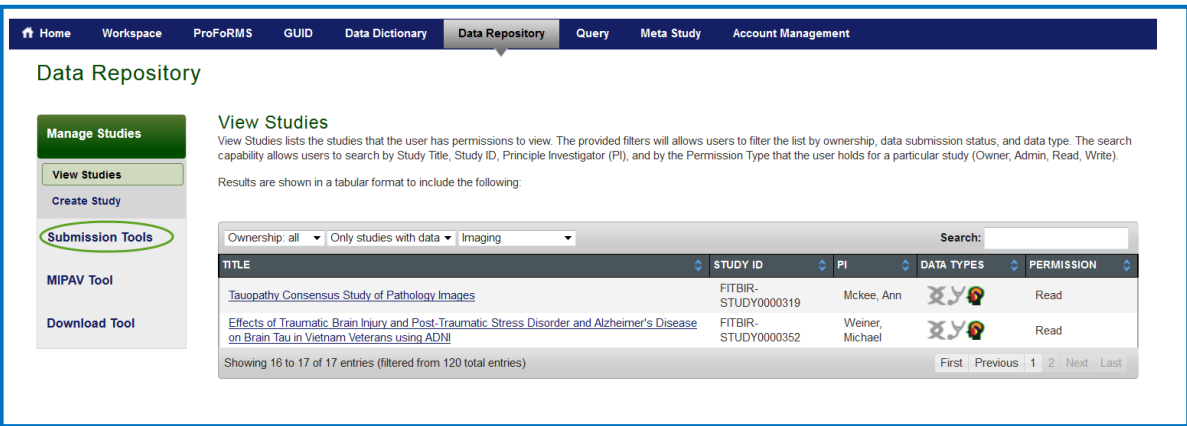 Home Workspace ProFoRMS GUID Data Dictionary Data Repository Query Meta Study Account Management
Data Repository
Manage Studies
View Studies
Create Study
Submission Tools
MIPAV Tool
Download Tool
View Studies
View Studies lists the studies that the user has permissions to view. The provided filters will allows users to filter the list by ownership, data submission status, and data type. The search
capability allows users to search by Study Title, Study ID, Principle Investigator (PI), and by the Permission Type that the user holds for a particular study (Owner, Admin, Read, Write).
Results are shown in a tabular format to include the following:
Ownership: all Only studies with data Imaging Search:
TITLE STUDY ID PI DATA TYPES PERMISSION
Tauopathy Consensus Study of Pathology Images FITBIR-
STUDY0000319 Mckee, Ann Read
Effects of Traumatic Brain Injury and Post-Traumatic Stress Disorder and Alzheimer's Disease FITBIR- Weiner,
on Brain Tau in Vietnam Veterans using ADNI STUDY0000352 Michael Read
Showing 16 to 17 of 17 entries (filtered from 120 total entries) First Previous 1 2 Next Last